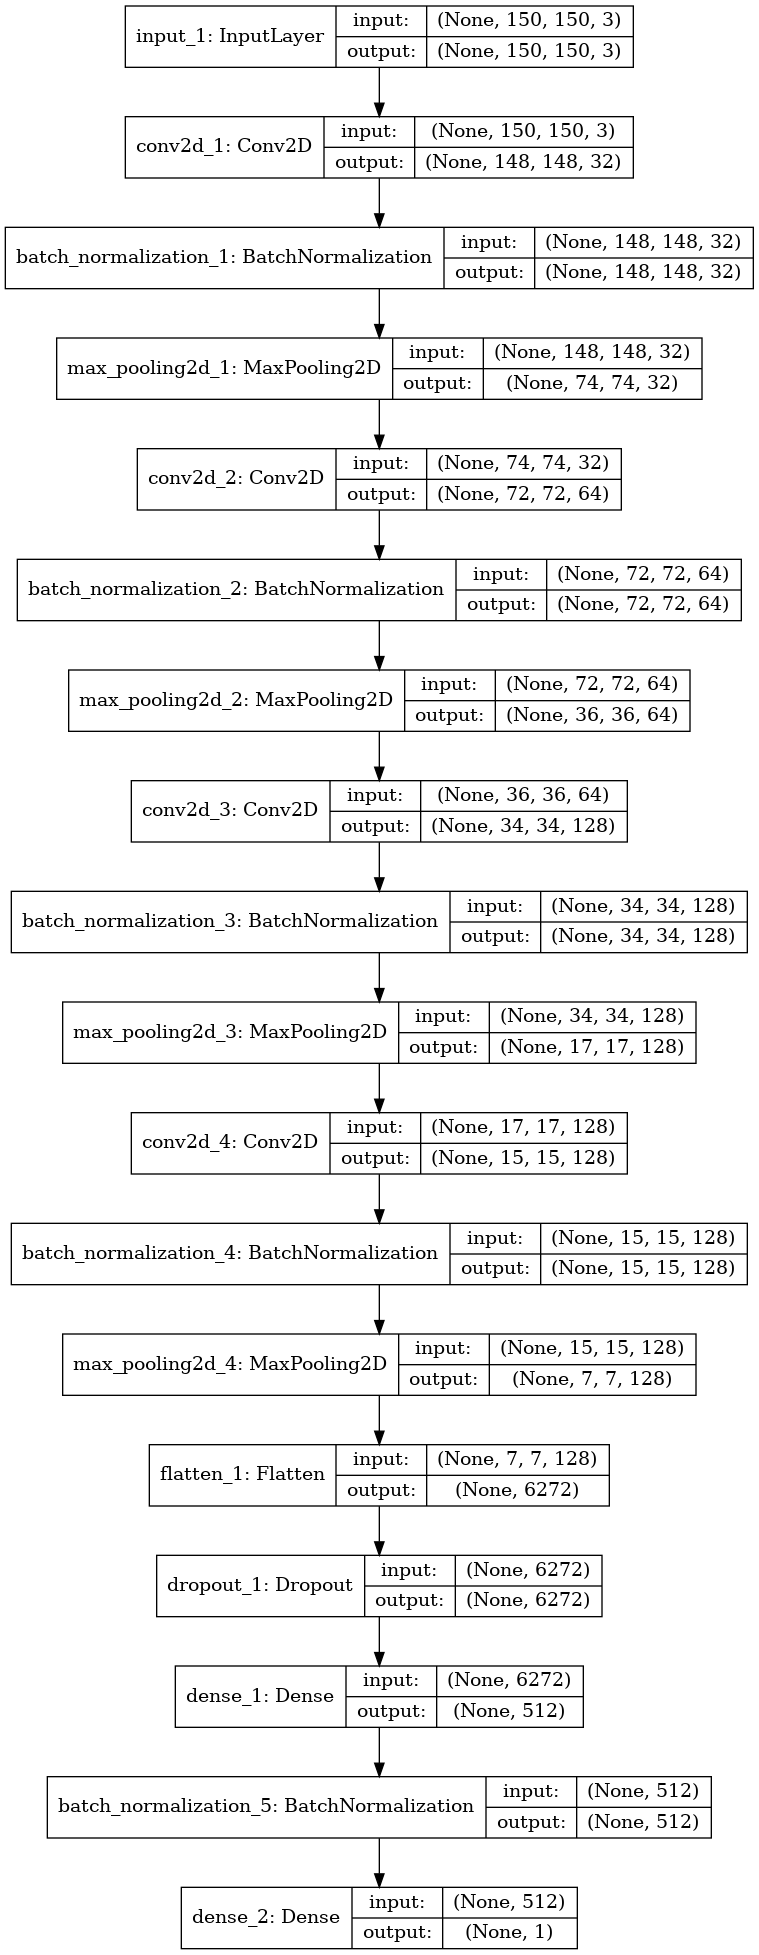 input_1: InputLayer
input: (None, 150, 150, 3)
output: (None, 150, 150, 3)
conv2d_1: Conv2D
input: (None, 150, 150, 3)
output: (None, 148, 148, 32)
batch_normalization_1: BatchNormalization
input: (None, 148, 148, 32)
output: (None, 148, 148, 32)
max_pooling2d_1: MaxPooling2D
input: (None, 148, 148, 32)
output: (None, 74, 74, 32)
conv2d_2: Conv2D
input: (None, 74, 74, 32)
output: (None, 72, 72, 64)
batch_normalization_2: BatchNormalization
input: (None, 72, 72, 64)
output: (None, 72, 72, 64)
max_pooling2d_2: MaxPooling2D
input: (None, 72, 72, 64)
output: (None, 36, 36, 64)
conv2d_3: Conv2D
input: (None, 36, 36, 64)
output: (None, 34, 34, 128)
batch_normalization_3: BatchNormalization
input: (None, 34, 34, 128)
output: (None, 34, 34, 128)
max_pooling2d_3: MaxPooling2D
input: (None, 34, 34, 128)
output: (None, 17, 17, 128)
conv2d_4: Conv2D
input: (None, 17, 17, 128)
output: (None, 15, 15, 128)
batch_normalization_4: BatchNormalization
input: (None, 15, 15, 128)
output: (None, 15, 15, 128)
max_pooling2d_4: MaxPooling2D
input: (None, 15, 15, 128)
output: (None, 7, 7, 128)
flatten_1: Flatten
input: (None, 7, 7, 128)
output: (None, 6272)
dropout_1: Dropout
input: (None, 6272)
output: (None, 6272)
dense_1: Dense
input: (None, 6272)
output: (None, 512)
batch_normalization_5: BatchNormalization
input: (None, 512)
output: (None, 512)
dense_2: Dense
input: (None, 512)
output: (None, 1)